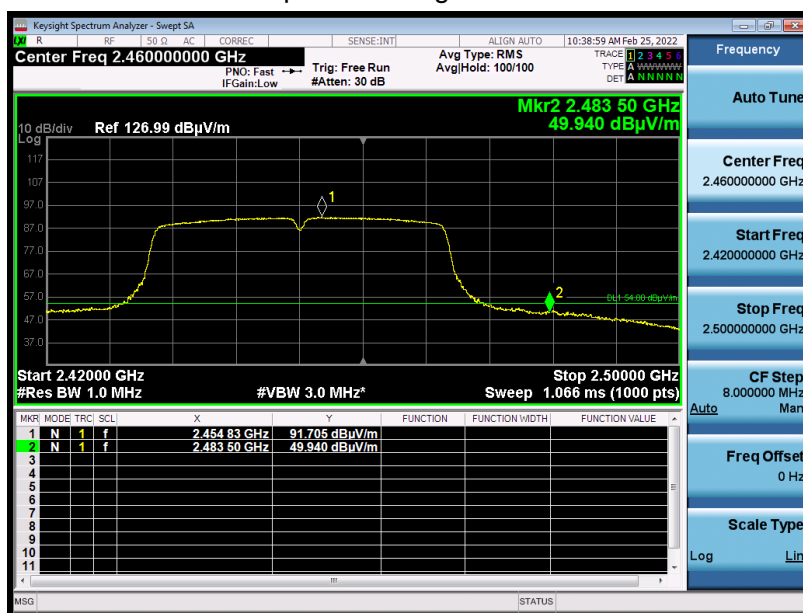 Keysight Spectrum Analyzer - Swept SA
LXI R RF 50 Ω AC CORREC SENSE:INT ALIGN AUTO 10:38:59 AM Feb 25, 2022
Center Freq 2.460000000 GHz
PNO: Fast
IFGain:Low
Trig: Free Run
#Atten: 30 dB
Avg Type: RMS
Avg|Hold: 100/100
TRACE 1 2 3 4 5 6
TYPE A WWWWW
DET A N N N N N
Mkr2 2.483 50 GHz
49.940 dBµV/m
10 dB/div Ref 126.99 dBµV/m
Log
117
107
97.0
87.0
77.0
67.0
57.0
47.0
37.0
1
2
DL1 54.00 dBµV/m
Start 2.42000 GHz Stop 2.50000 GHz
#Res BW 1.0 MHz #VBW 3.0 MHz* Sweep 1.066 ms (1000 pts)
MKR MODE TRC SCL X Y FUNCTION FUNCTION WIDTH FUNCTION VALUE
1 N 1 f 2.454 83 GHz 91.705 dBµV/m
2 N 1 f 2.483 50 GHz 49.940 dBµV/m
3
4
5
6
7
8
9
10
11
MSG STATUS
Frequency
Auto Tune
Center Freq
2.460000000 GHz
Start Freq
2.420000000 GHz
Stop Freq
2.500000000 GHz
CF Step
8.000000 MHz
Auto Man
Freq Offset
0 Hz
Scale Type
Log Lin